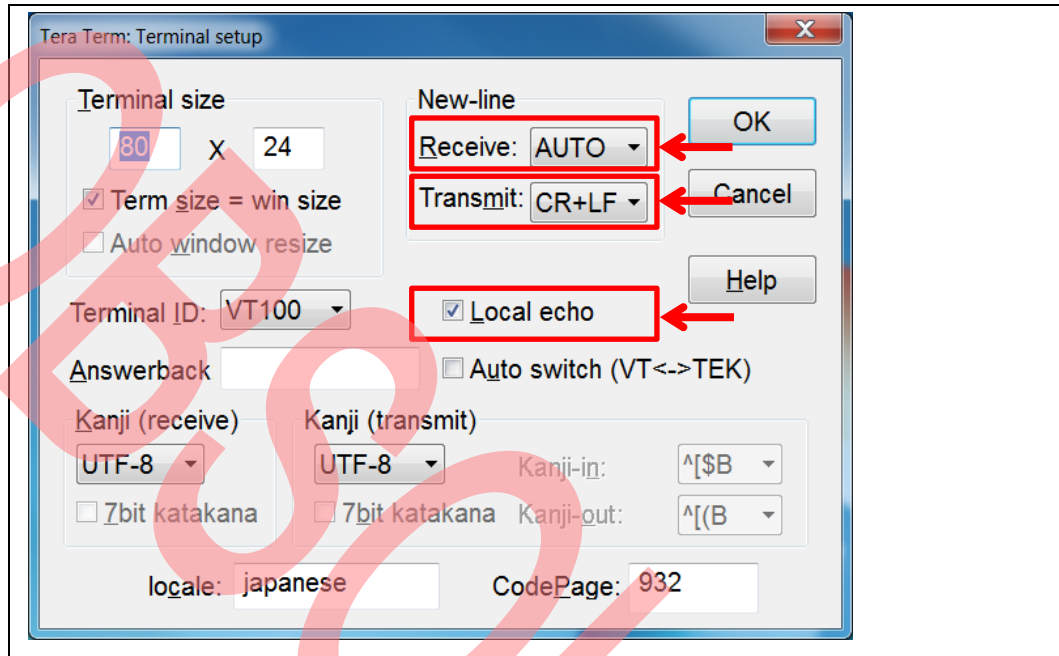 Tera Term: Terminal setup
Terminal size
80 X 24
Term size = win size
Auto window resize
New-line
Receive: AUTO
Transmit: CR+LF
OK
Cancel
Help
Terminal ID: VT100
Local echo
Answerback
Auto switch (VT<->TEK)
Kanji (receive)
UTF-8
7bit katakana
Kanji (transmit)
UTF-8
7bit katakana
Kanji-in: ^[$B
Kanji-out: ^[(B
locale: japanese
CodePage: 932